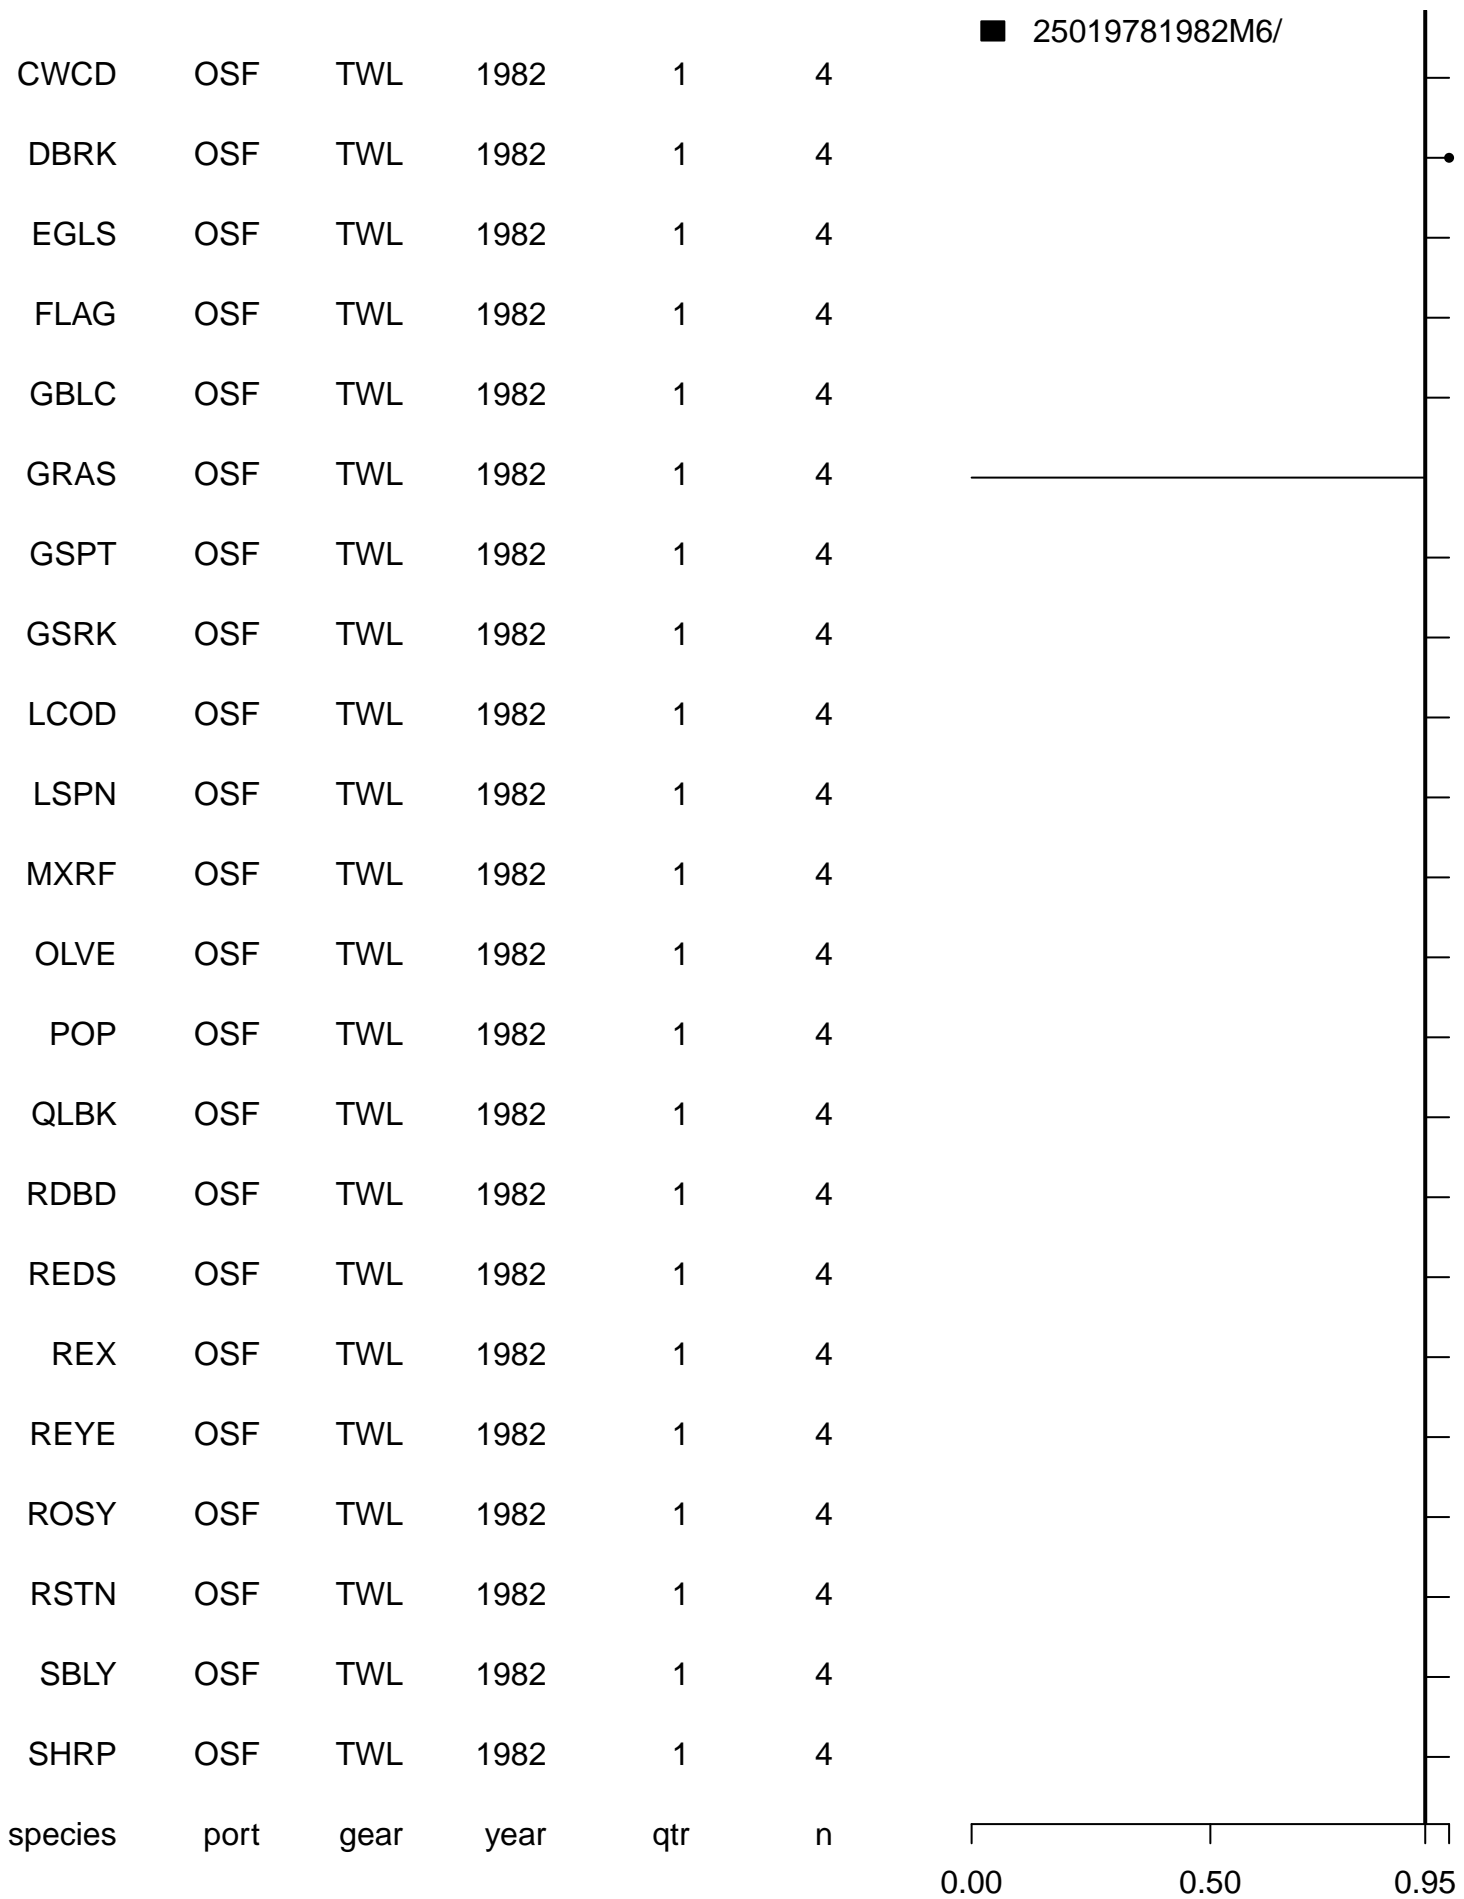 25019781982M6/
CWCD OSF TWL 1982 1 4
DBRK OSF TWL 1982 1 4
EGLS OSF TWL 1982 1 4
FLAG OSF TWL 1982 1 4
GBLC OSF TWL 1982 1 4
GRAS OSF TWL 1982 1 4
GSPT OSF TWL 1982 1 4
GSRK OSF TWL 1982 1 4
LCOD OSF TWL 1982 1 4
LSPN OSF TWL 1982 1 4
MXRF OSF TWL 1982 1 4
OLVE OSF TWL 1982 1 4
POP OSF TWL 1982 1 4
QLBK OSF TWL 1982 1 4
RDBD OSF TWL 1982 1 4
REDS OSF TWL 1982 1 4
REX OSF TWL 1982 1 4
REYE OSF TWL 1982 1 4
ROSY OSF TWL 1982 1 4
RSTN OSF TWL 1982 1 4
SBLY OSF TWL 1982 1 4
SHRP OSF TWL 1982 1 4
species port gear year qtr n
0.00 0.50 0.95